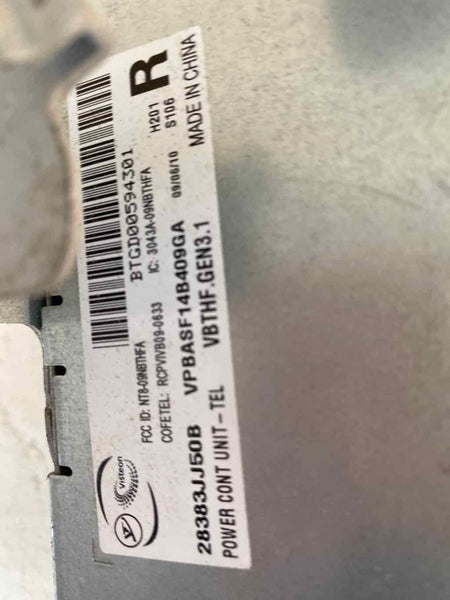 BTGD00594301
R
H201
S106
FCC ID: NT8-09NBTHFA
IC: 3043A-09NBTHFA
COFETEL: RCPVIVB09-0633
09/06/10
Visteon
28383JJ50B
VPBASF14B409GA
MADE IN CHINA
POWER CONT UNIT-TEL
VBTHF.GEN3.1